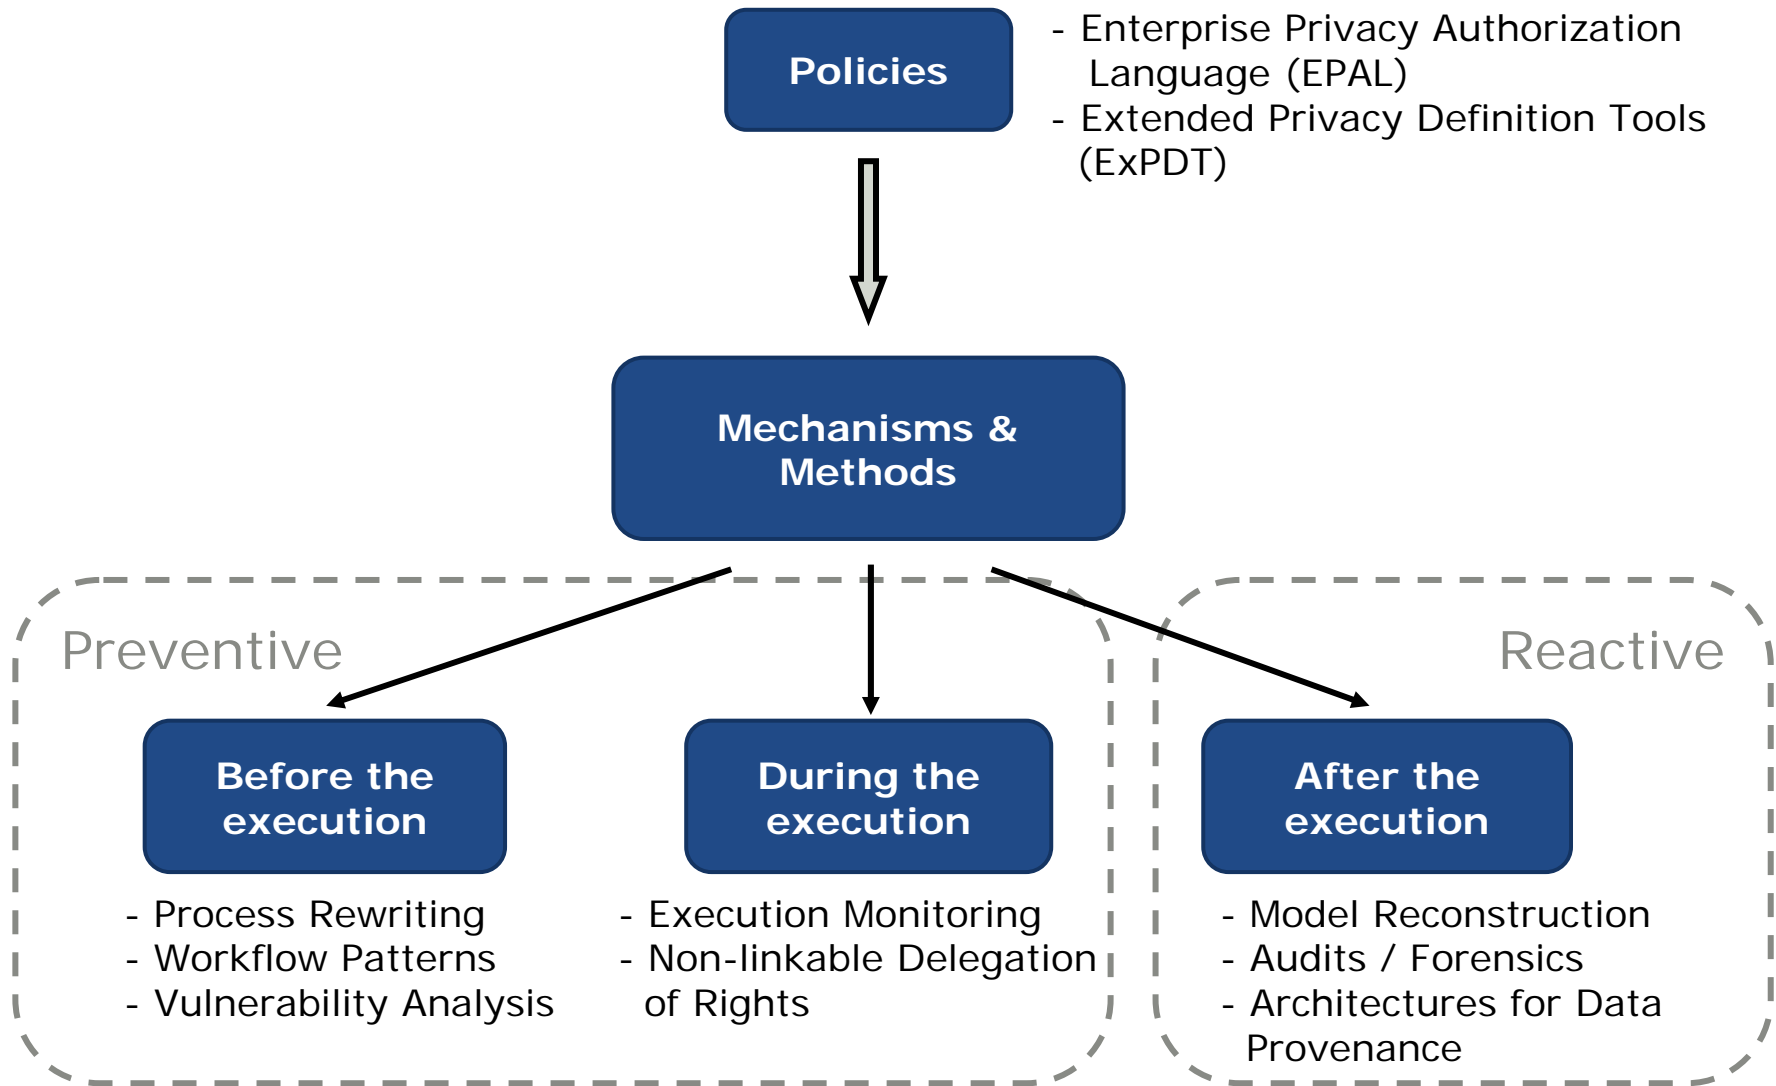 Policies
- Enterprise Privacy Authorization
Language (EPAL)
- Extended Privacy Definition Tools
(ExPDT)
Mechanisms &
Methods
Preventive
Reactive
Before the
execution
- Process Rewriting
- Workflow Patterns
- Vulnerability Analysis
During the
execution
- Execution Monitoring
- Non-linkable Delegation
of Rights
After the
execution
- Model Reconstruction
- Audits / Forensics
- Architectures for Data
Provenance